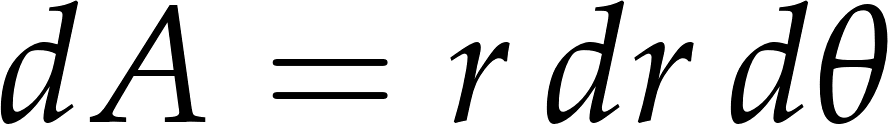 dA = r dr dθ